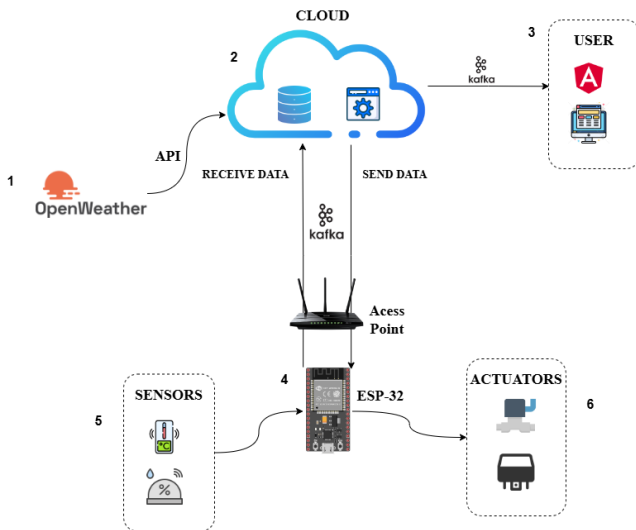 CLOUD
2
3
USER
kafka
API
1
OpenWeather
RECEIVE DATA
SEND DATA
kafka
Acess
Point
4
ESP-32
SENSORS
5
°C
%
ACTUATORS
6